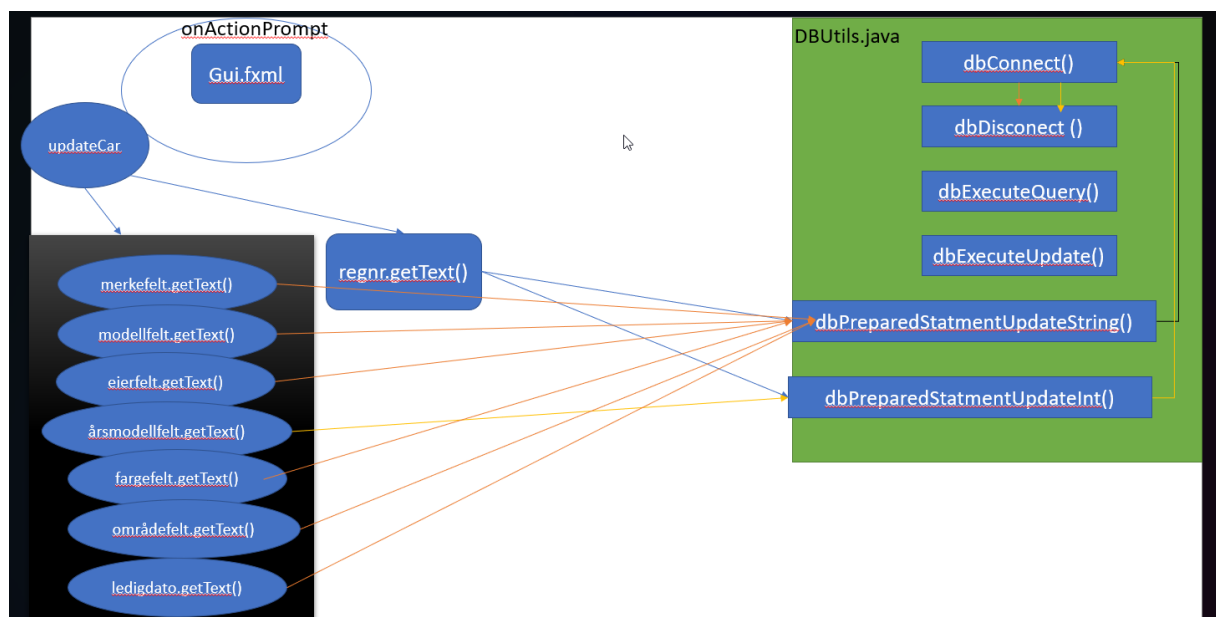 onActionPrompt
Gui.fxml
updateCar
merkefelt.getText()
modellfelt.getText()
eierfelt.getText()
årsmodellfelt.getText()
fargefelt.getText()
områdefelt.getText()
ledigdato.getText()
regnr.getText()
DBUtils.java
dbConnect()
dbDisconect ()
dbExecuteQuery()
dbExecuteUpdate()
dbPreparedStatmentUpdateString()
dbPreparedStatmentUpdateInt()